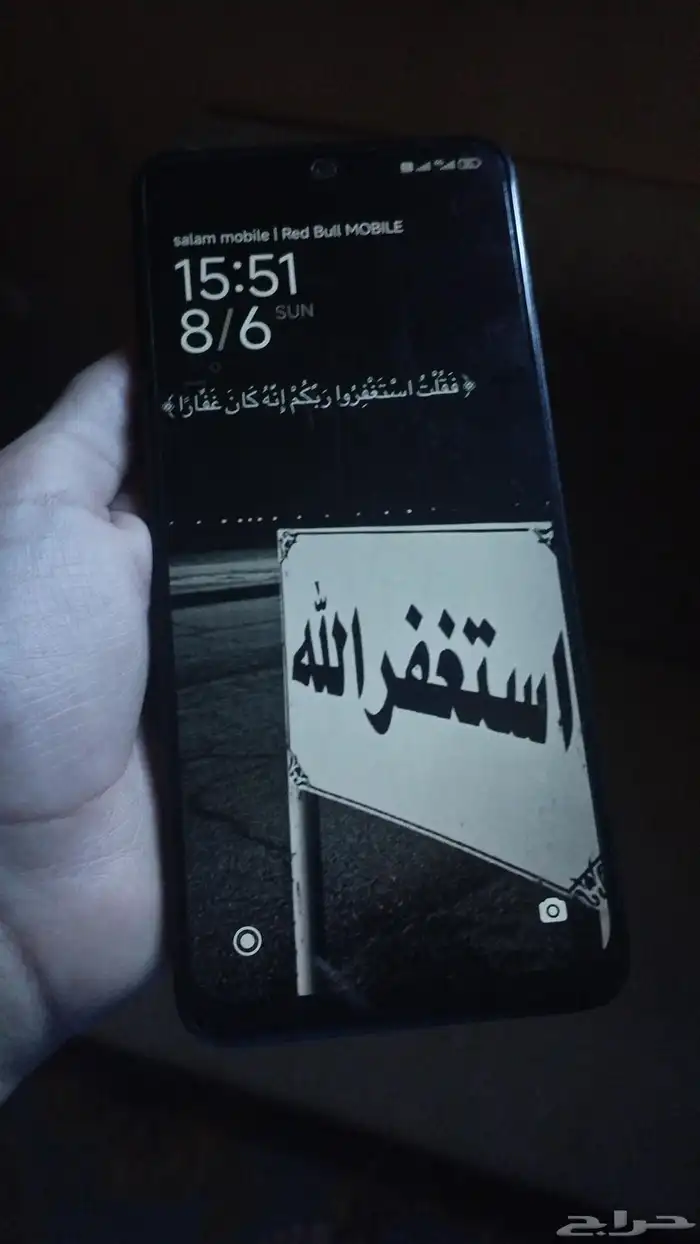 salam mobile | Red Bull MOBILE
15:51
8/6 SUN
﴿ فَقُلْتُ اسْتَغْفِرُوا رَبَّكُمْ إِنَّهُ كَانَ غَفَّارًا ﴾
استغفر الله
حراج